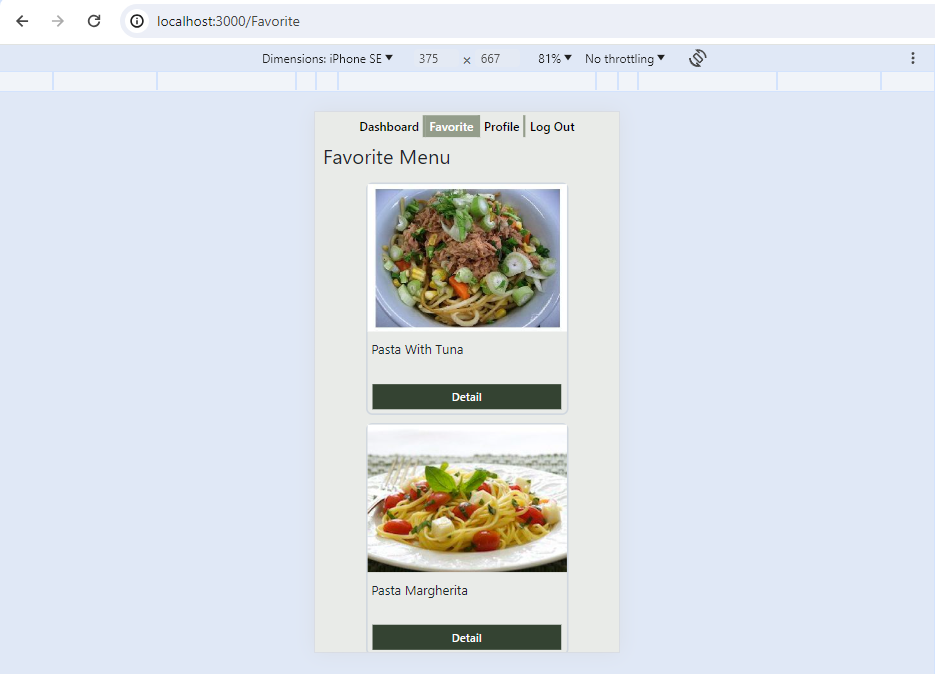 localhost:3000/Favorite
Dimensions: iPhone SE 375 × 667 81% No throttling
Dashboard Favorite Profile Log Out
Favorite Menu
Pasta With Tuna
Detail
Pasta Margherita
Detail